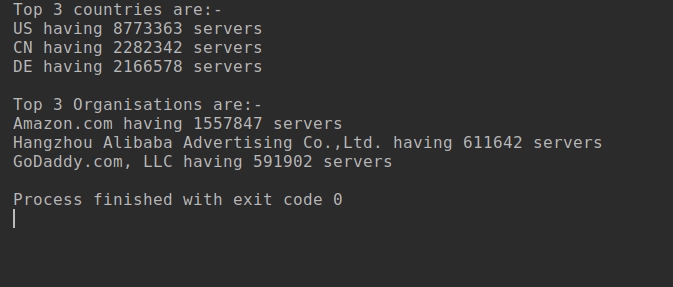 Top 3 countries are:-
US having 8773363 servers
CN having 2282342 servers
DE having 2166578 servers
Top 3 Organisations are:-
Amazon.com having 1557847 servers
Hangzhou Alibaba Advertising Co.,Ltd. having 611642 servers
GoDaddy.com, LLC having 591902 servers
Process finished with exit code 0